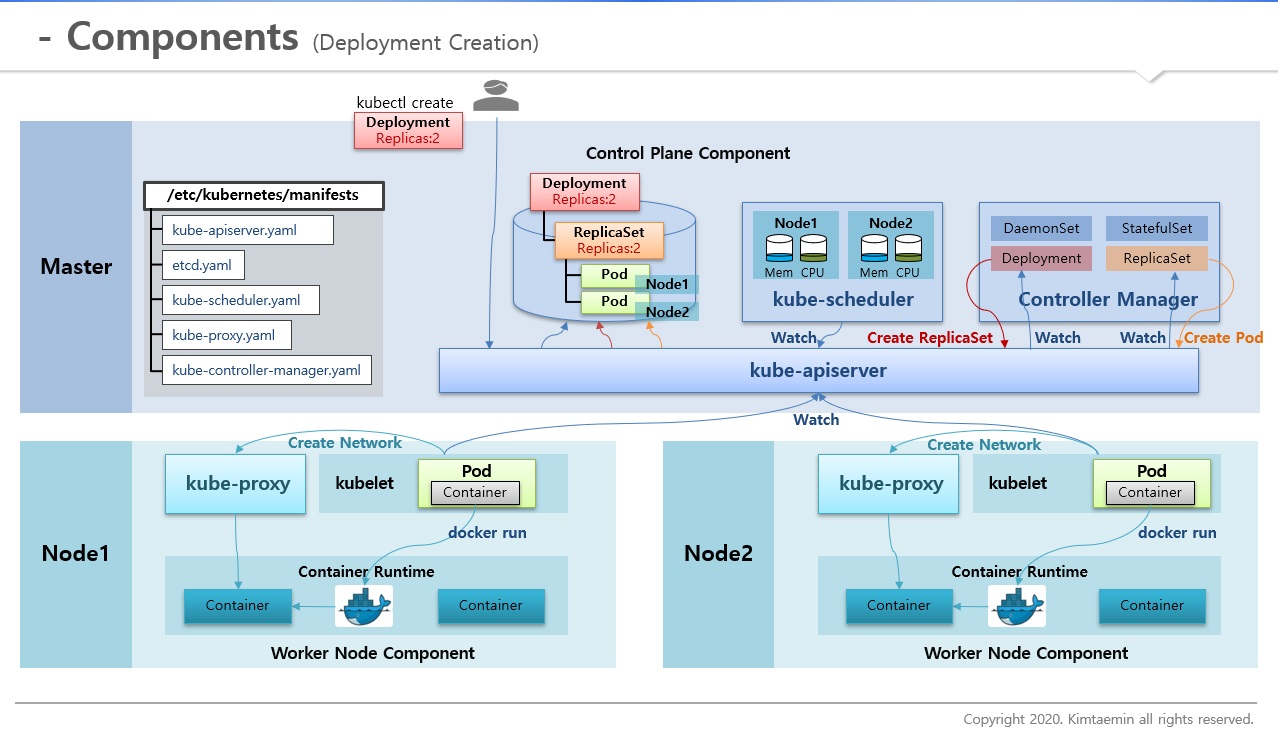 - Components (Deployment Creation)
kubectl create
Deployment
Replicas:2
Master
/etc/kubernetes/manifests
kube-apiserver.yaml
etcd.yaml
kube-scheduler.yaml
kube-proxy.yaml
kube-controller-manager.yaml
Control Plane Component
Deployment
Replicas:2
ReplicaSet
Replicas:2
Pod
Node1
Pod
Node2
Node1
Mem CPU
Node2
Mem CPU
kube-scheduler
DaemonSet
StatefulSet
Deployment
ReplicaSet
Controller Manager
Watch
Create ReplicaSet
Watch
Watch
Create Pod
kube-apiserver
Watch
Node1
Create Network
kube-proxy
kubelet
Pod
Container
docker run
Container Runtime
Container
Container
Worker Node Component
Node2
Create Network
kube-proxy
kubelet
Pod
Container
docker run
Container Runtime
Container
Container
Worker Node Component
Copyright 2020. Kimtaemin all rights reserved.